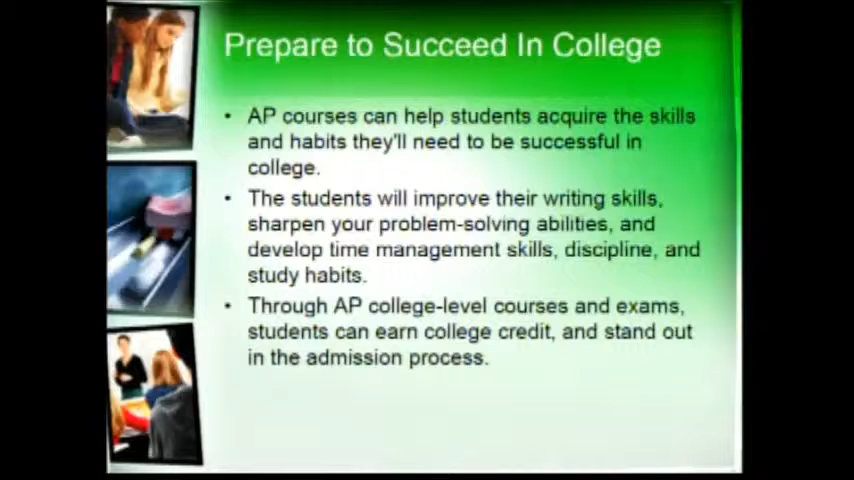 Prepare to Succeed In College
• AP courses can help students acquire the skills
and habits they'll need to be successful in
college.
• The students will improve their writing skills,
sharpen your problem-solving abilities, and
develop time management skills, discipline, and
study habits.
• Through AP college-level courses and exams,
students can earn college credit, and stand out
in the admission process.